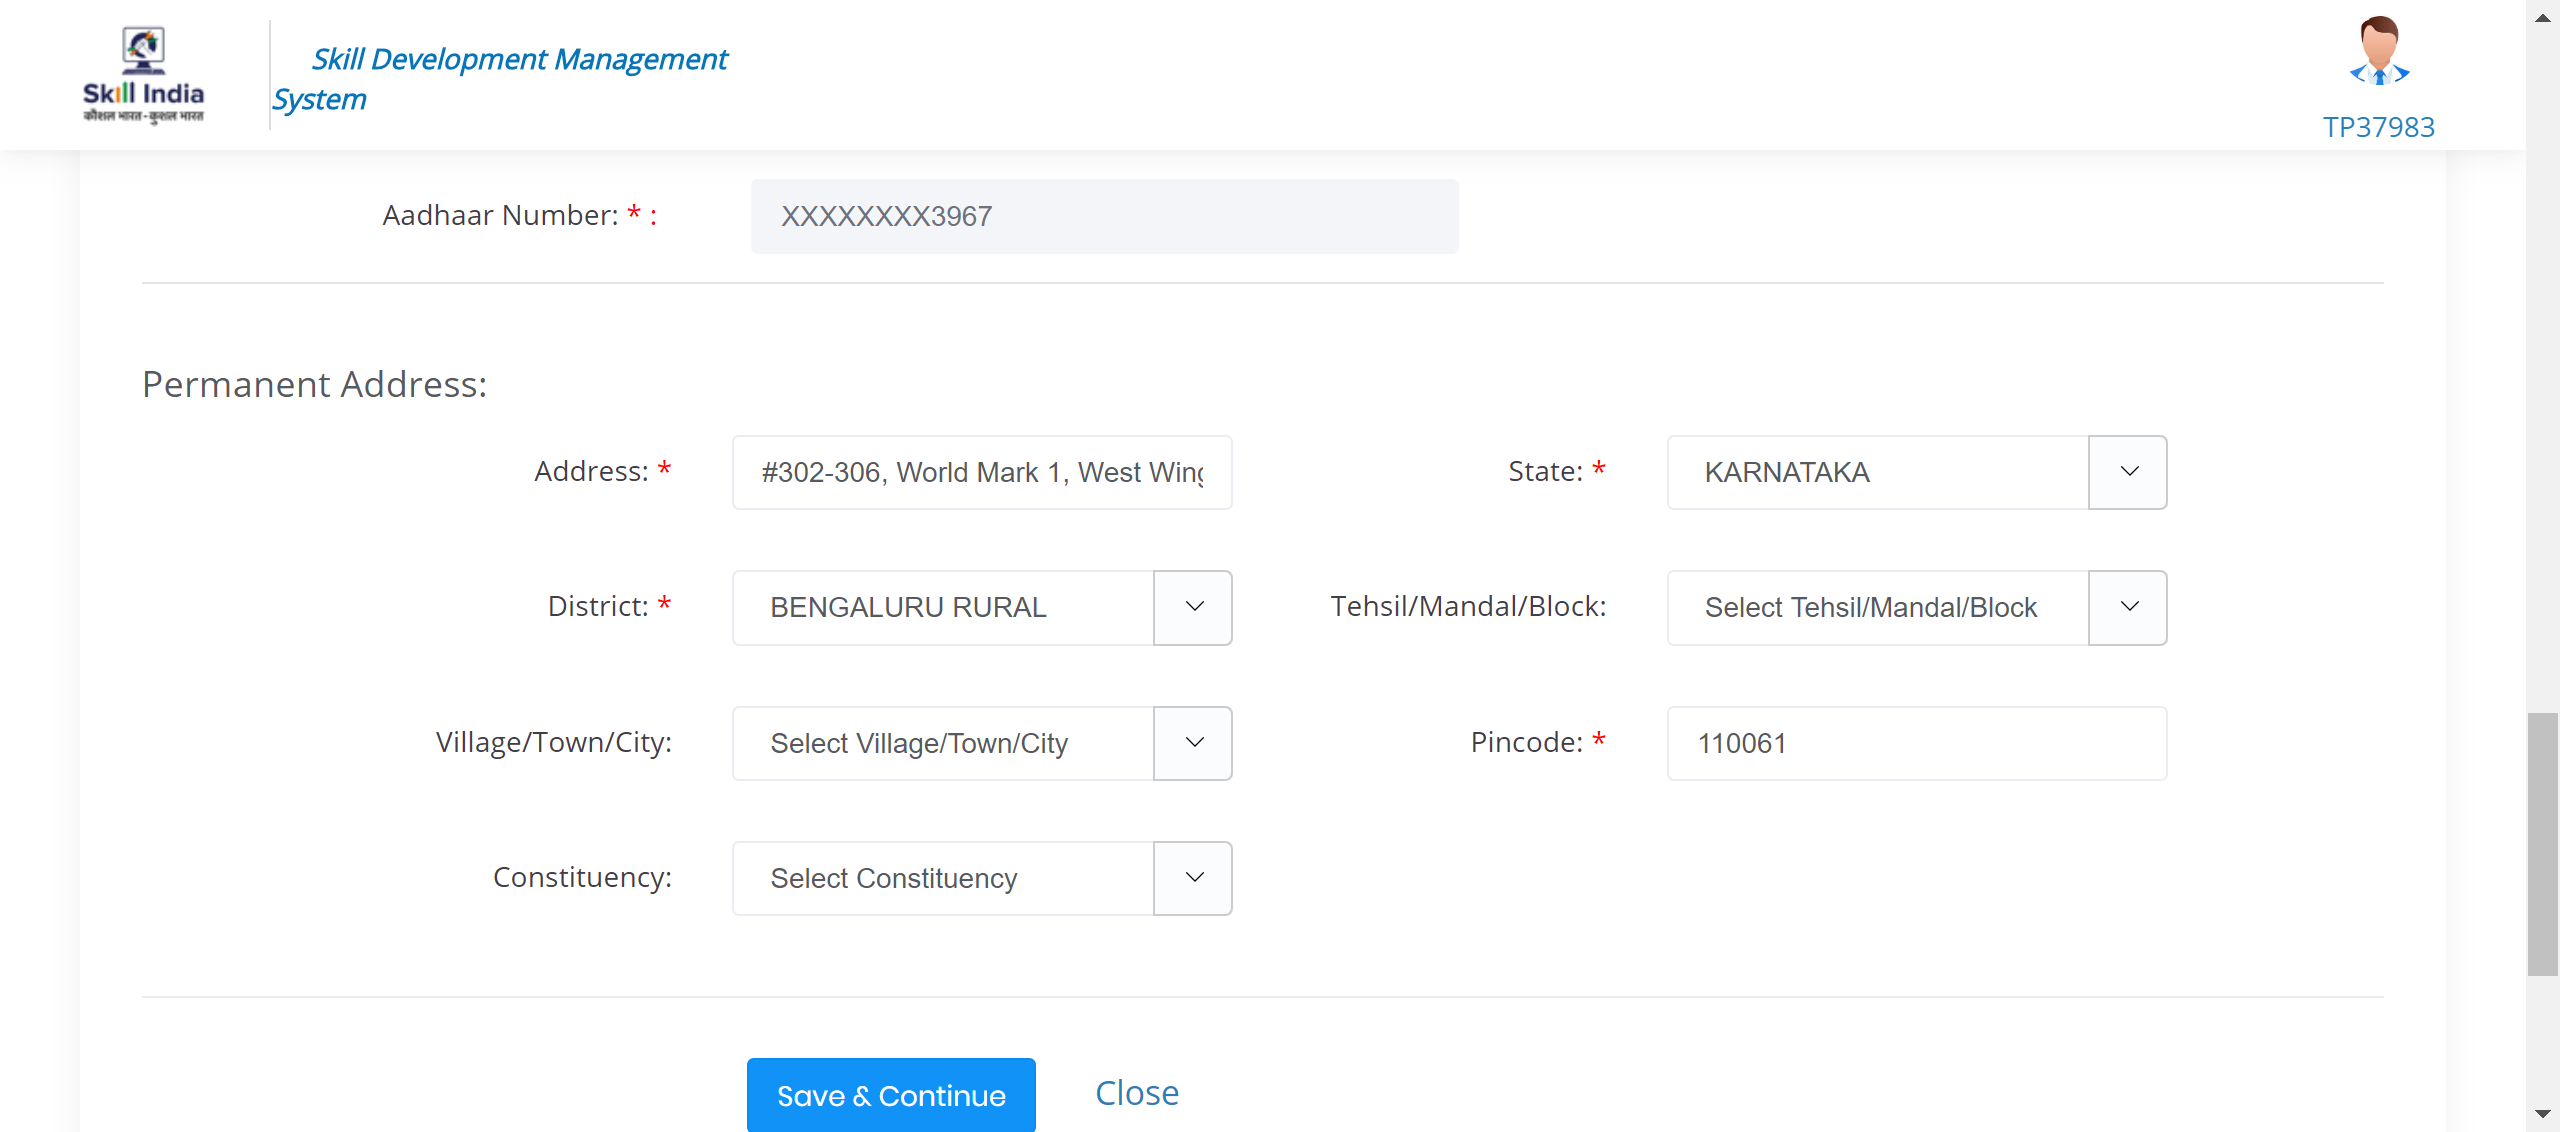 Skill India
कौशल भारत - कुशल भारत
Skill Development Management
System
TP37983
Aadhaar Number: * :
XXXXXXXX3967
Permanent Address:
Address: *
#302-306, World Mark 1, West Wing
State: *
KARNATAKA
District: *
BENGALURU RURAL
Tehsil/Mandal/Block:
Select Tehsil/Mandal/Block
Village/Town/City:
Select Village/Town/City
Pincode: *
110061
Constituency:
Select Constituency
Save & Continue
Close